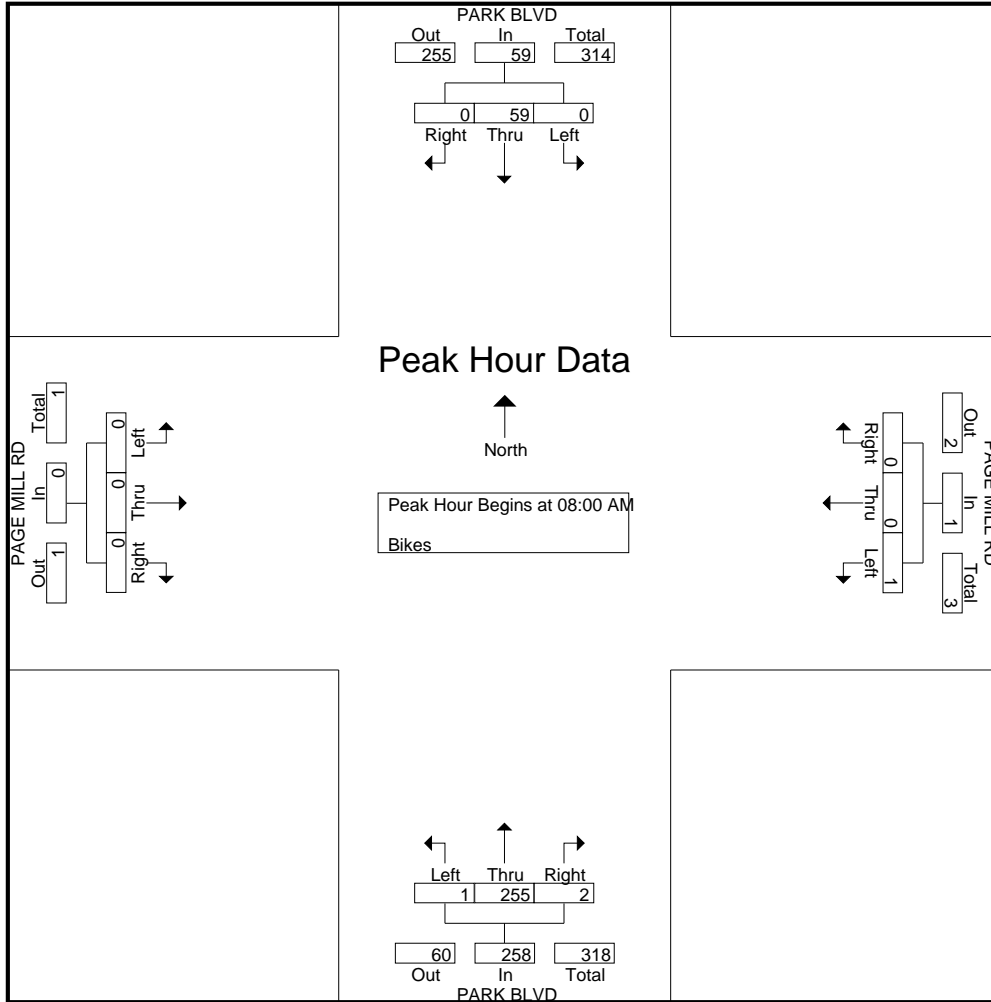 PARK BLVD
Out In Total
255 59 314
0 59 0
Right Thru Left
Peak Hour Data
North
Peak Hour Begins at 08:00 AM
Bikes
PAGE MILL RD
Out In Total
1 0 1
0 0 0
Right Thru Left
PAGE MILL RD
Out In Total
2 1 3
0 0 1
Right Thru Left
Left Thru Right
1 255 2
60 258 318
Out In Total
PARK BLVD